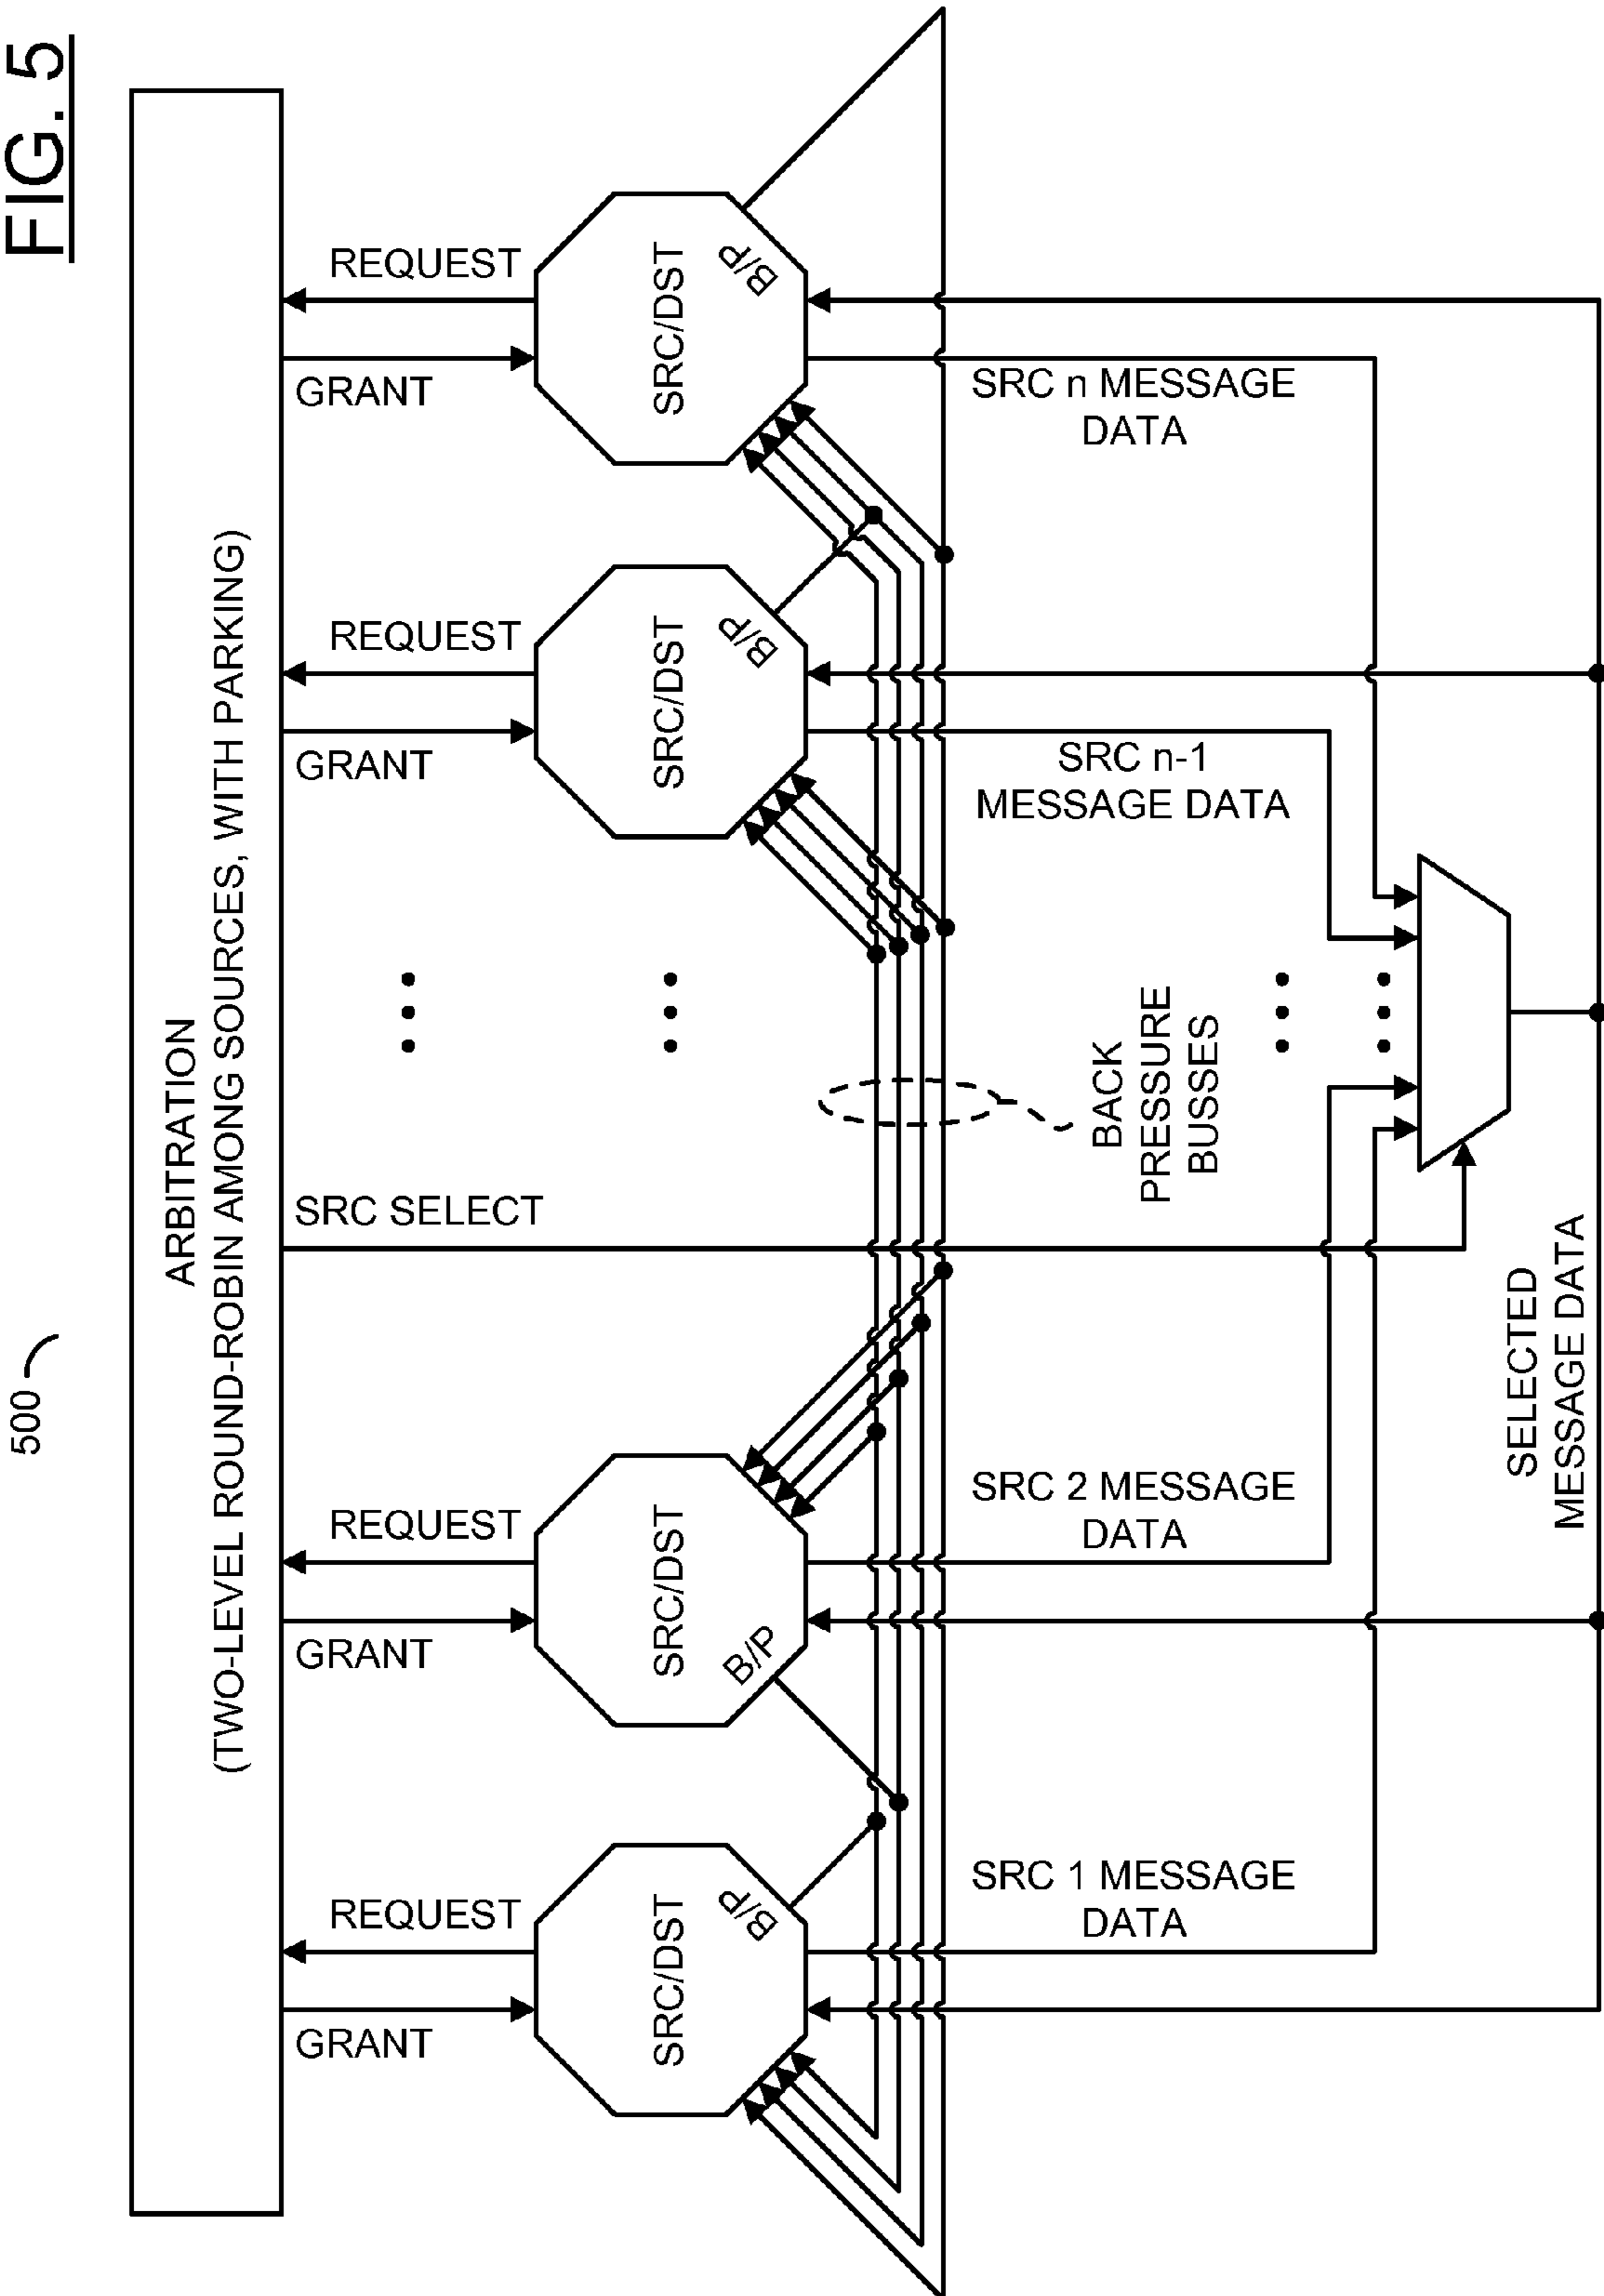 FIG. 5
500
ARBITRATION
(TWO-LEVEL ROUND-ROBIN AMONG SOURCES, WITH PARKING)
GRANT
REQUEST
GRANT
REQUEST
SRC SELECT
GRANT
REQUEST
GRANT
REQUEST
SRC/DST
B/P
SRC/DST
B/P
SRC/DST
B/P
SRC/DST
B/P
SRC 1 MESSAGE
DATA
SRC 2 MESSAGE
DATA
BACK
PRESSURE
BUSSES
SRC n-1
MESSAGE DATA
SRC n MESSAGE
DATA
SELECTED
MESSAGE DATA